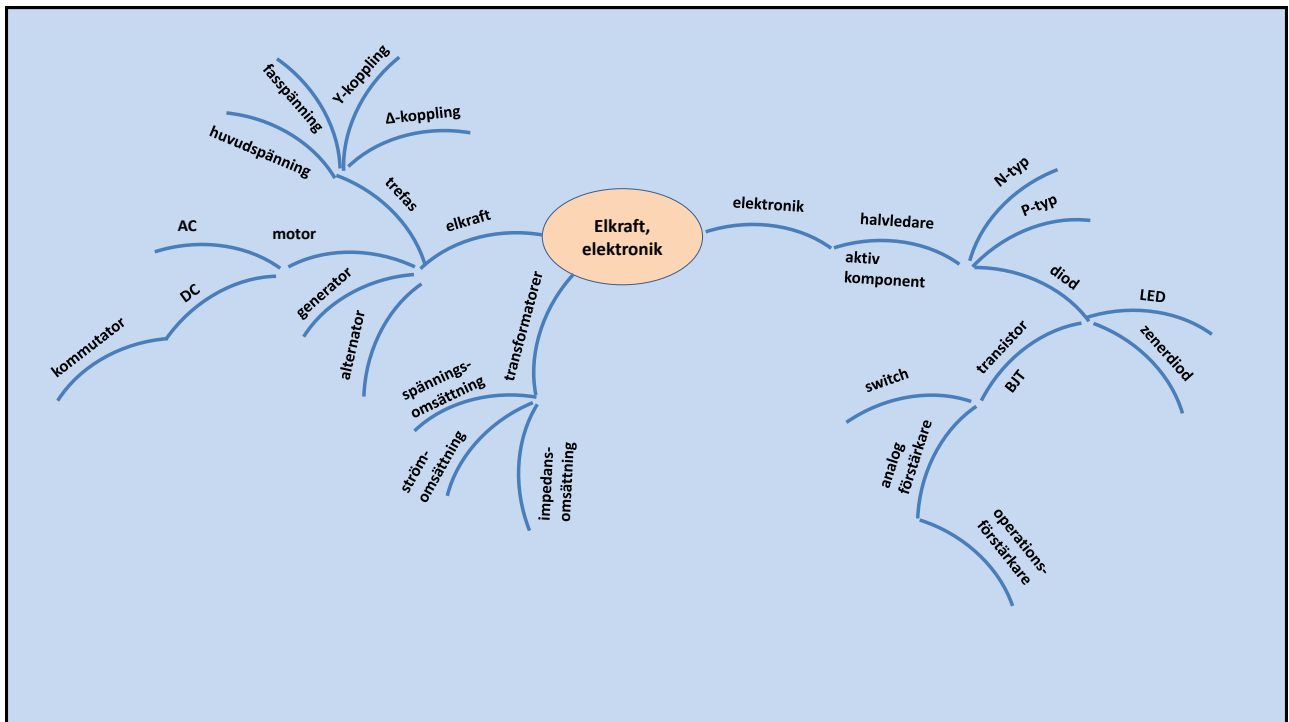 Elkraft,
elektronik
elkraft
trefas
huvudspänning
fasspänning
Y-koppling
Δ-koppling
motor
AC
DC
kommutator
generator
alternator
transformatorer
spännings-
omsättning
ström-
omsättning
impedans-
omsättning
elektronik
halvledare
aktiv
komponent
N-typ
P-typ
diod
LED
zenerdiod
transistor
BJT
switch
analog
förstärkare
operations-
förstärkare